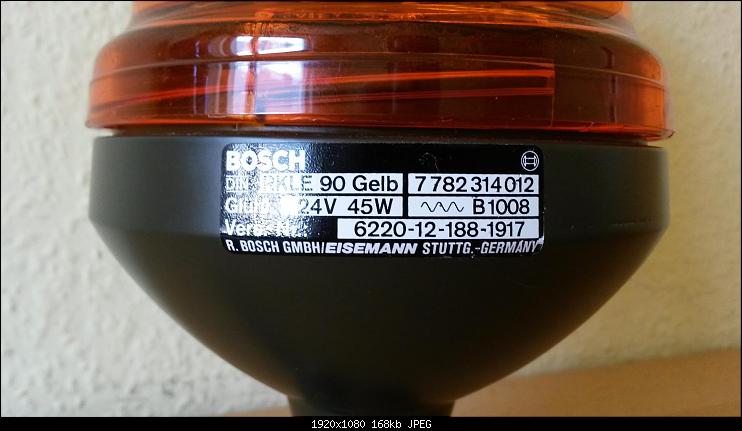 BOSCH
DIN RKLE 90 Gelb 7 782 314 012
24V 45W B1008
Vers. Nr. 6220-12-188-1917
R. BOSCH GMBH/EISEMANN STUTTG.-GERMANY
1920x1080 168kb JPEG